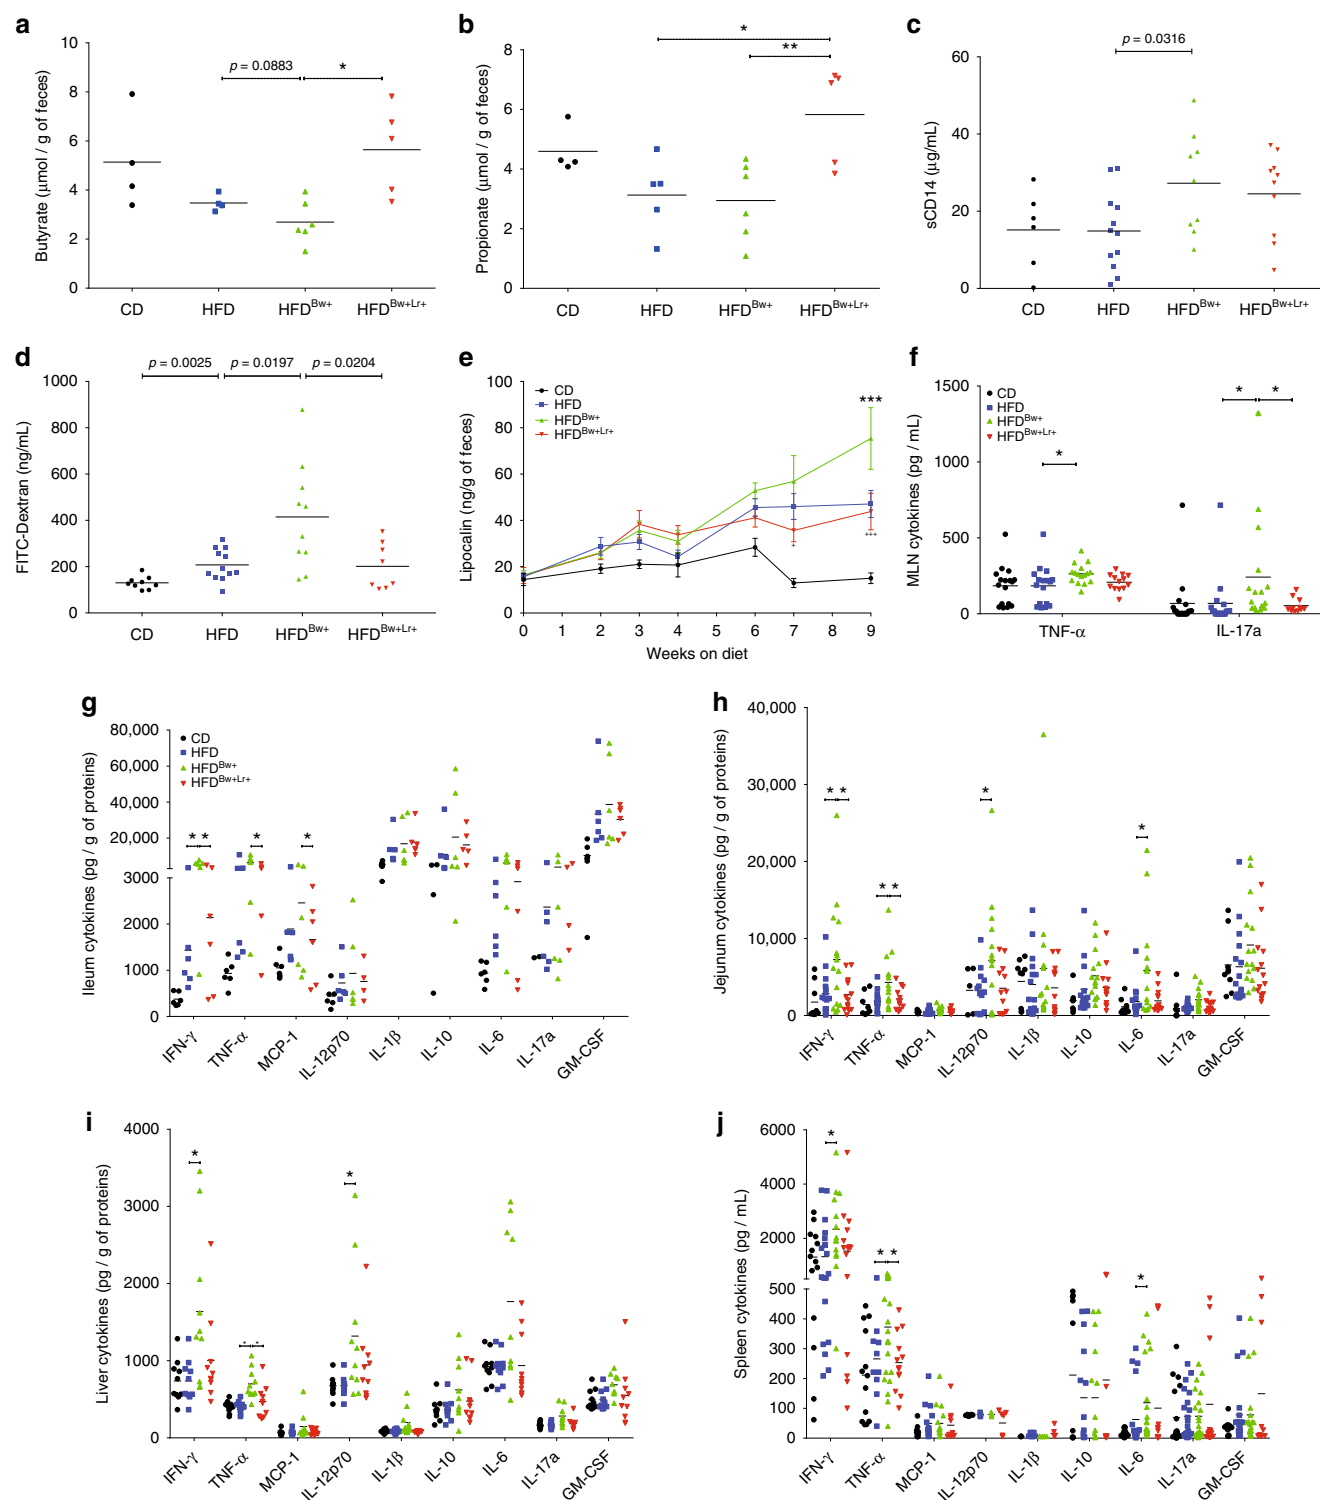 a
p = 0.0883
*
Butyrate (μmol / g of feces)
10
8
6
4
2
0
CD HFD HFDBw+ HFDBw+Lr+
b
*
**
Propionate (μmol / g of feces)
8
6
4
2
0
CD HFD HFDBw+ HFDBw+Lr+
c
p = 0.0316
sCD14 (μg/mL)
60
40
20
0
CD HFD HFDBw+ HFDBw+Lr+
d
p = 0.0025 p = 0.0197 p = 0.0204
FITC-Dextran (ng/mL)
1000
800
600
400
200
0
CD HFD HFDBw+ HFDBw+Lr+
e
Lipocalin (ng/g of feces)
100
80
60
40
20
0
CD
HFD
HFDBw+
HFDBw+Lr+
***
*
+++
0 1 2 3 4 5 6 7 8 9
Weeks on diet
f
MLN cytokines (pg / mL)
1500
1000
500
0
CD
HFD
HFDBw+
HFDBw+Lr+
*
* *
TNF-α IL-17a
g
Ileum cytokines (pg / g of proteins)
80,000
60,000
40,000
20,000
3000
2000
1000
0
CD
HFD
HFDBw+
HFDBw+Lr+
* * * *
IFN-γ TNF-α MCP-1 IL-12p70 IL-1β IL-10 IL-6 IL-17a GM-CSF
h
Jejunum cytokines (pg / g of proteins)
40,000
30,000
20,000
10,000
0
* * * * * *
IFN-γ TNF-α MCP-1 IL-12p70 IL-1β IL-10 IL-6 IL-17a GM-CSF
i
Liver cytokines (pg / g of proteins)
4000
3000
2000
1000
0
* * * *
IFN-γ TNF-α MCP-1 IL-12p70 IL-1β IL-10 IL-6 IL-17a GM-CSF
j
Spleen cytokines (pg / mL)
6000
4000
2000
500
400
300
200
100
0
* * * *
IFN-γ TNF-α MCP-1 IL-12p70 IL-1β IL-10 IL-6 IL-17a GM-CSF